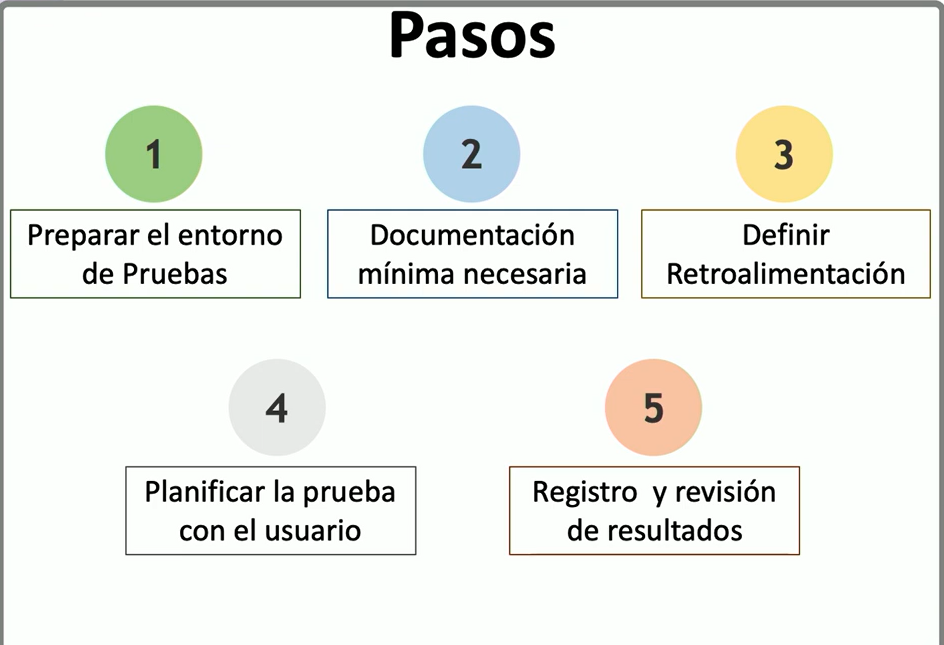 Pasos
1
2
3
Preparar el entorno
de Pruebas
Documentación
mínima necesaria
Definir
Retroalimentación
4
5
Planificar la prueba
con el usuario
Registro  y revisión
de resultados